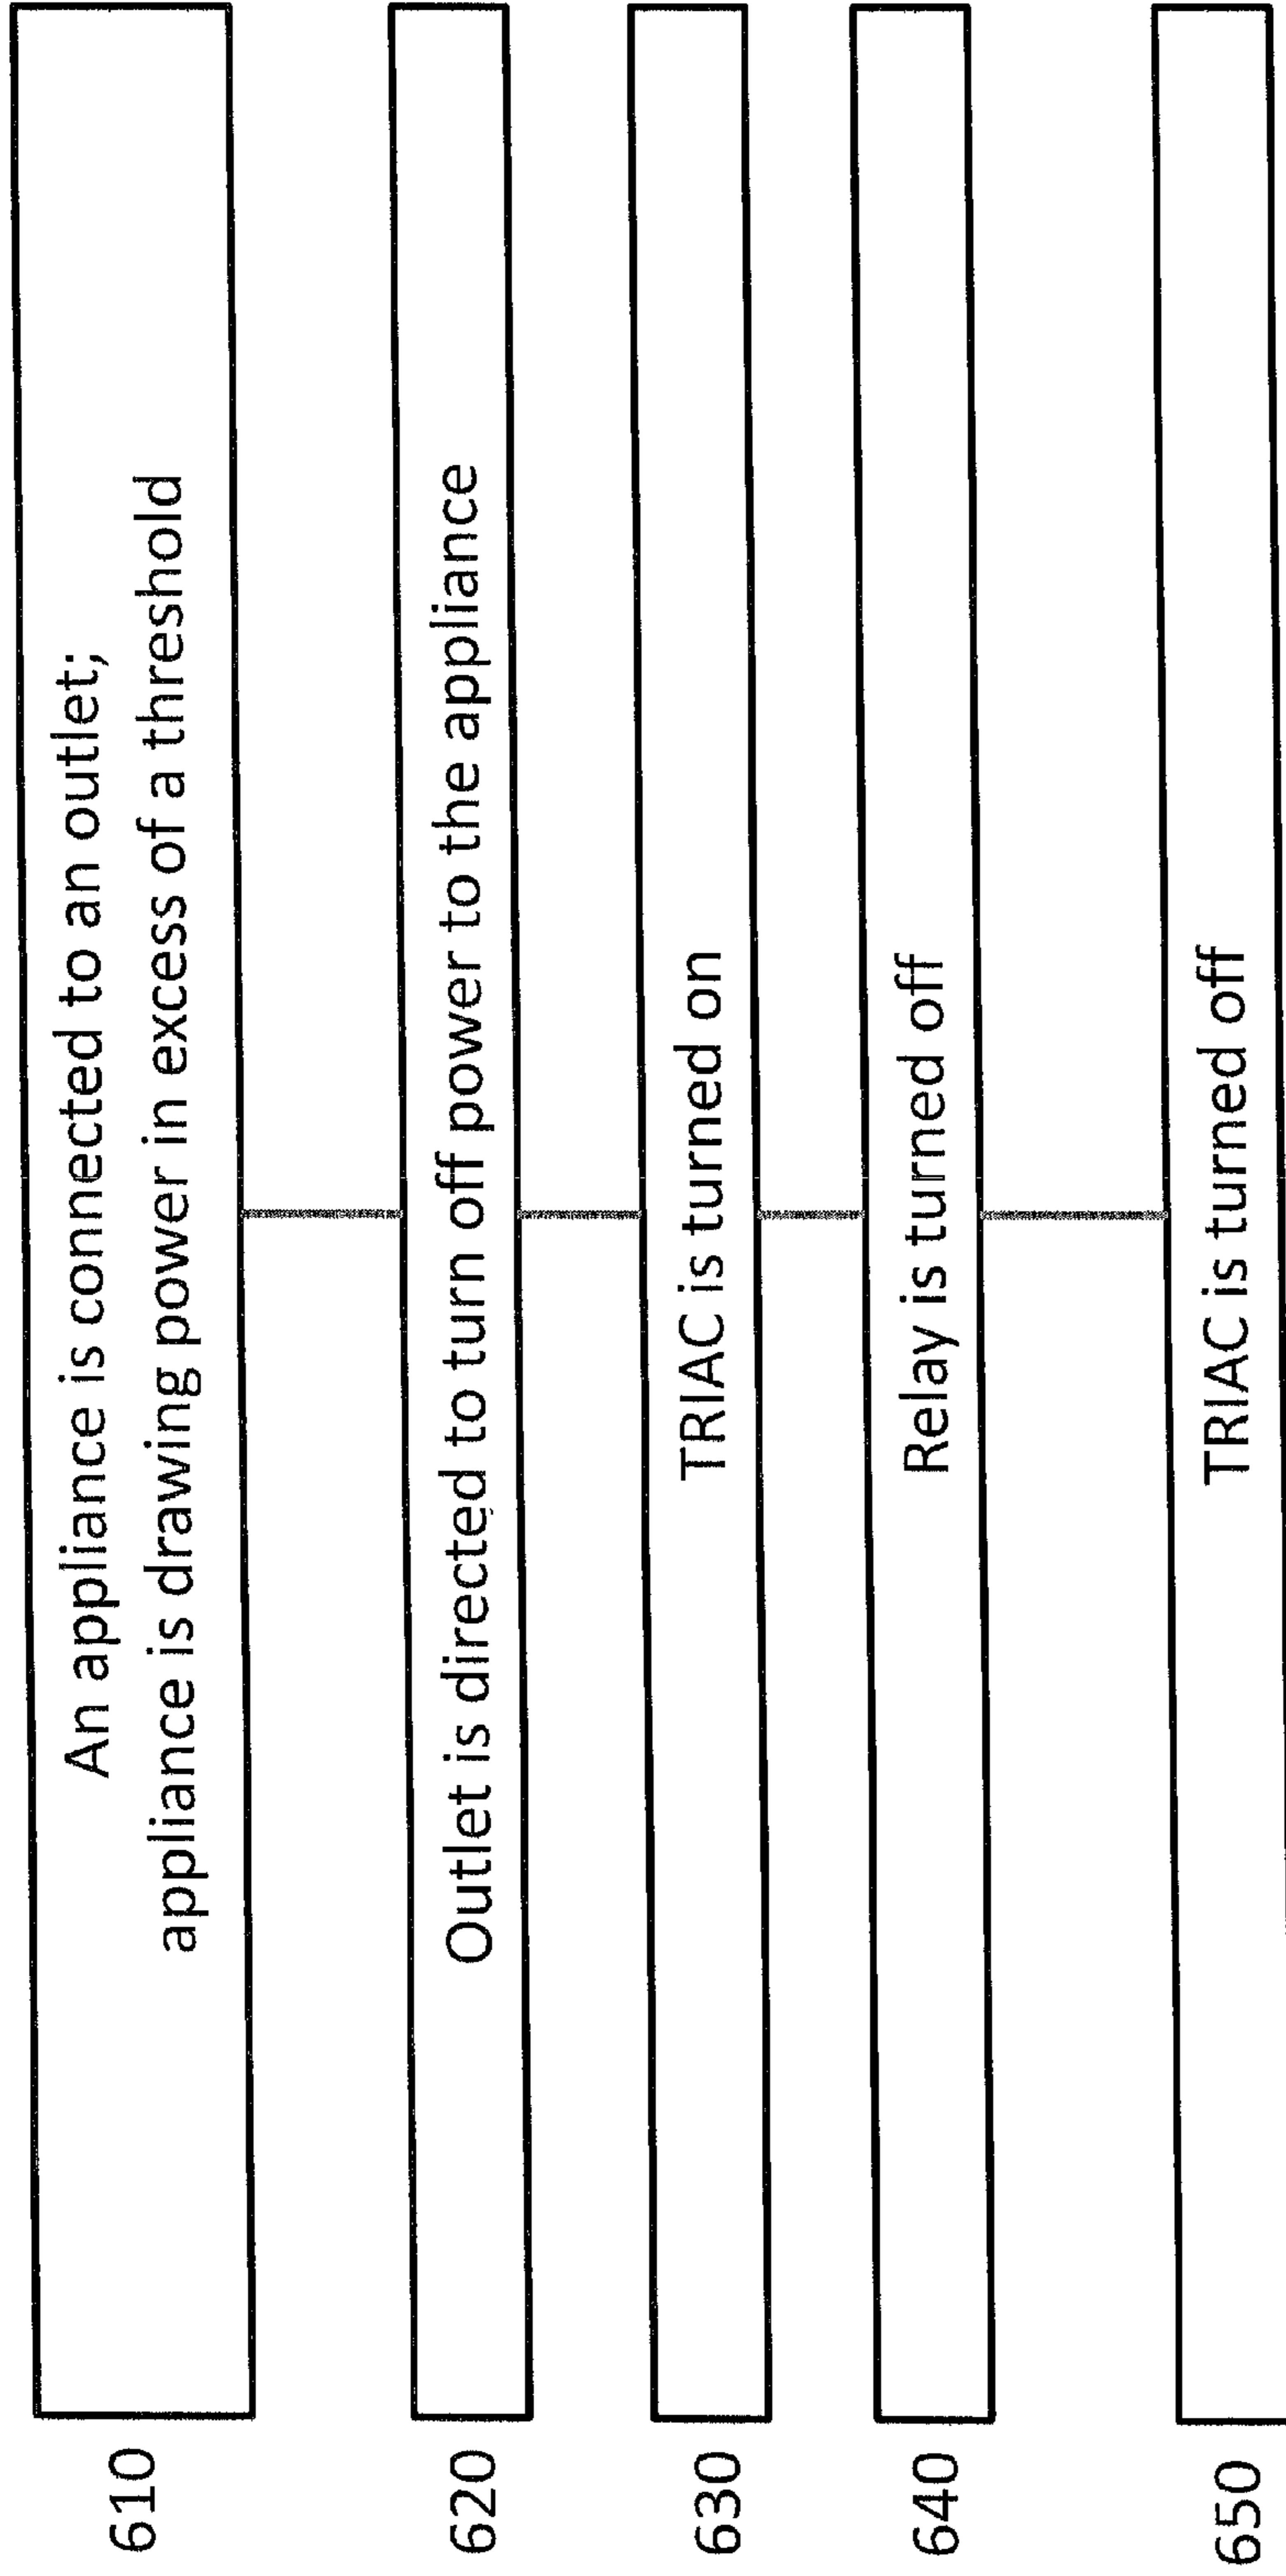 610
An appliance is connected to an outlet;
appliance is drawing power in excess of a threshold
620
Outlet is directed to turn off power to the appliance
630
TRIAC is turned on
640
Relay is turned off
650
TRIAC is turned off